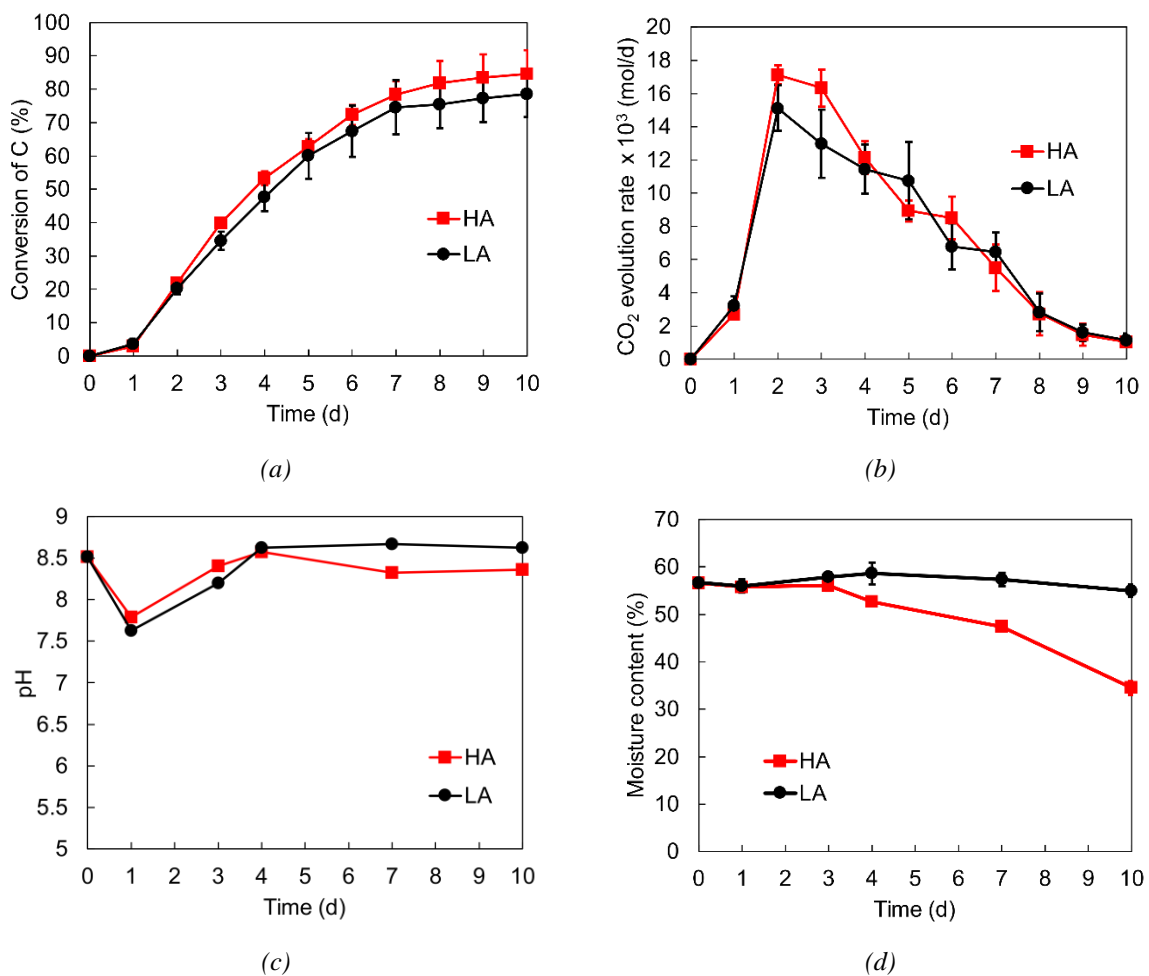 Conversion of C (%)
100
90
80
70
60
50
40
30
20
10
0
HA
LA
0 1 2 3 4 5 6 7 8 9 10
Time (d)
(a)
CO₂ evolution rate x 10³ (mol/d)
20
18
16
14
12
10
8
6
4
2
0
HA
LA
0 1 2 3 4 5 6 7 8 9 10
Time (d)
(b)
pH
9
8.5
8
7.5
7
6.5
6
5.5
5
HA
LA
0 1 2 3 4 5 6 7 8 9 10
Time (d)
(c)
Moisture content (%)
70
60
50
40
30
20
10
0
HA
LA
0 1 2 3 4 5 6 7 8 9 10
Time (d)
(d)